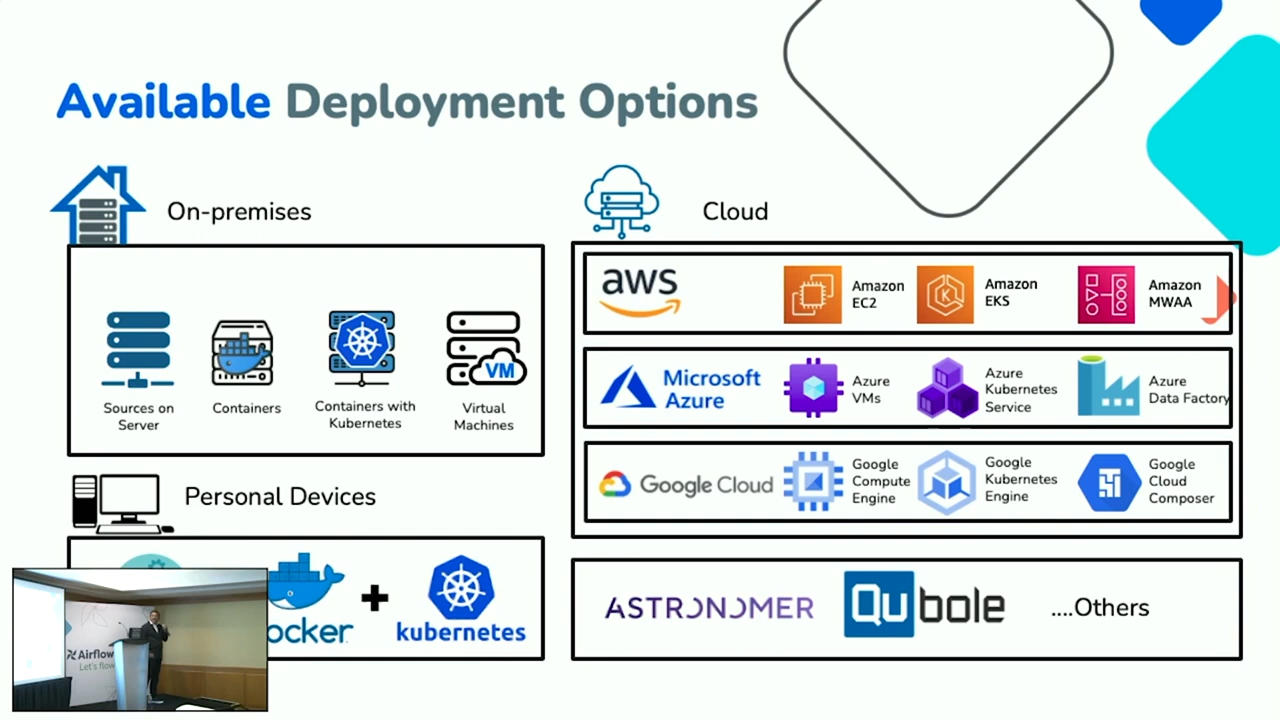 Available Deployment Options
On-premises
Sources on
Server
Containers
Containers with
Kubernetes
VM
Virtual
Machines
Personal Devices
ocker
+
kubernetes
Airflow
Let's flow
Cloud
aws
Amazon
EC2
Amazon
EKS
Amazon
MWAA
Microsoft
Azure
Azure
VMs
Azure
Kubernetes
Service
Azure
Data Factory
Google Cloud
Google
Compute
Engine
Google
Kubernetes
Engine
Google
Cloud
Composer
ASTRONOMER
Qubole
....Others